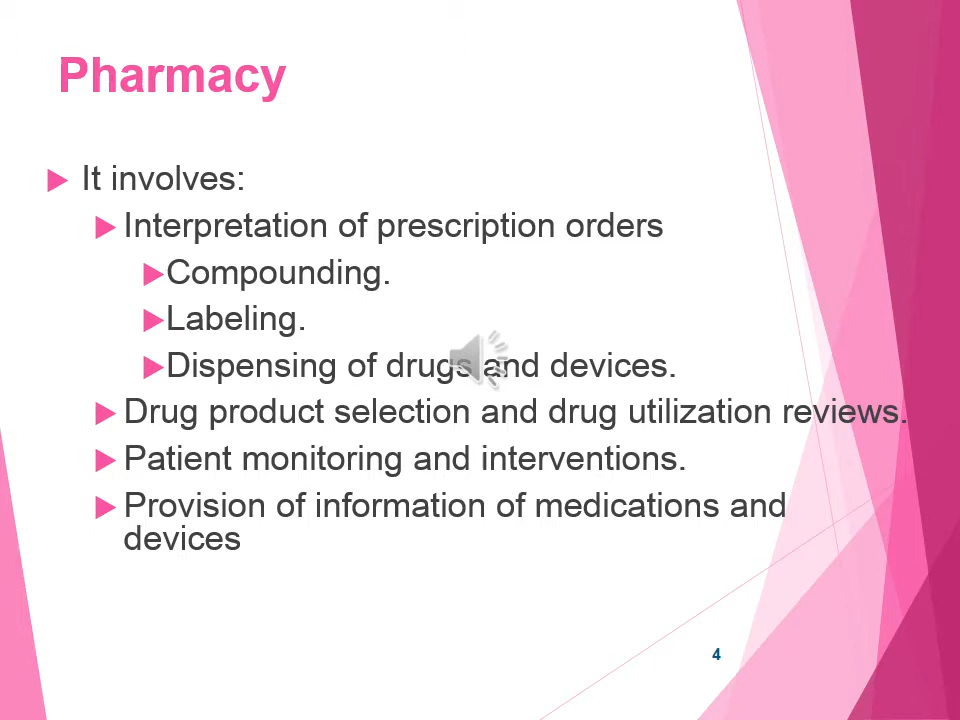 Pharmacy
It involves:
Interpretation of prescription orders
Compounding.
Labeling.
Dispensing of drugs and devices.
Drug product selection and drug utilization reviews.
Patient monitoring and interventions.
Provision of information of medications and
devices
4